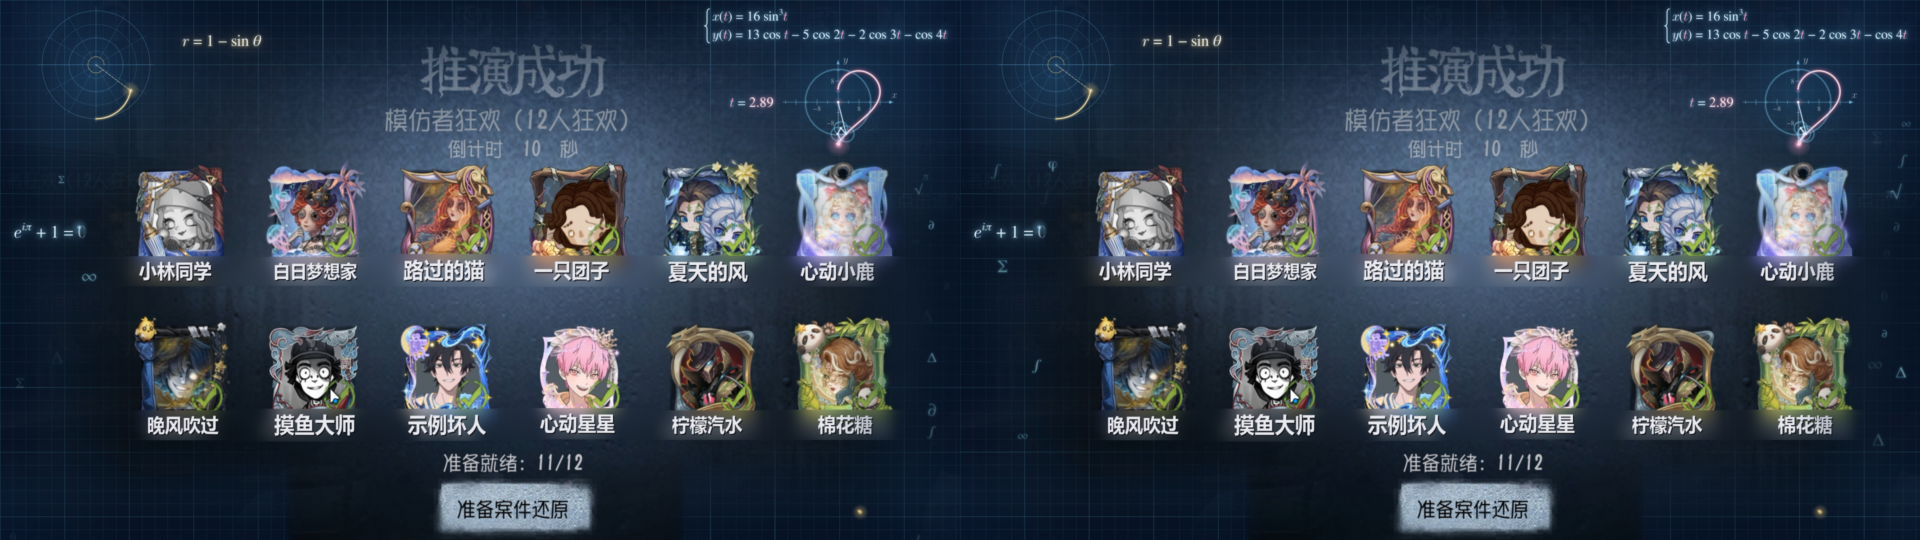 r = 1 − sin θ
x(t) = 16 sin³t
y(t) = 13 cos t − 5 cos 2t − 2 cos 3t − cos 4t
推演成功
t = 2.89
模仿者狂欢（12人狂欢）
倒计时 10 秒
小林同学 白日梦想家 路过的猫 一只团子 夏天的风 心动小鹿
晚风吹过 摸鱼大师 示例坏人 心动星星 柠檬汽水 棉花糖
准备就绪：11/12
准备案件还原
r = 1 − sin θ
x(t) = 16 sin³t
y(t) = 13 cos t − 5 cos 2t − 2 cos 3t − cos 4t
推演成功
t = 2.89
模仿者狂欢（12人狂欢）
倒计时 10 秒
小林同学 白日梦想家 路过的猫 一只团子 夏天的风 心动小鹿
晚风吹过 摸鱼大师 示例坏人 心动星星 柠檬汽水 棉花糖
准备就绪：11/12
准备案件还原